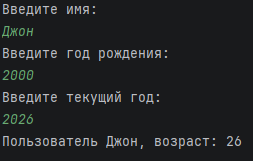 Введите имя:
Джон
Введите год рождения:
2000
Введите текущий год:
2026
Пользователь Джон, возраст: 26